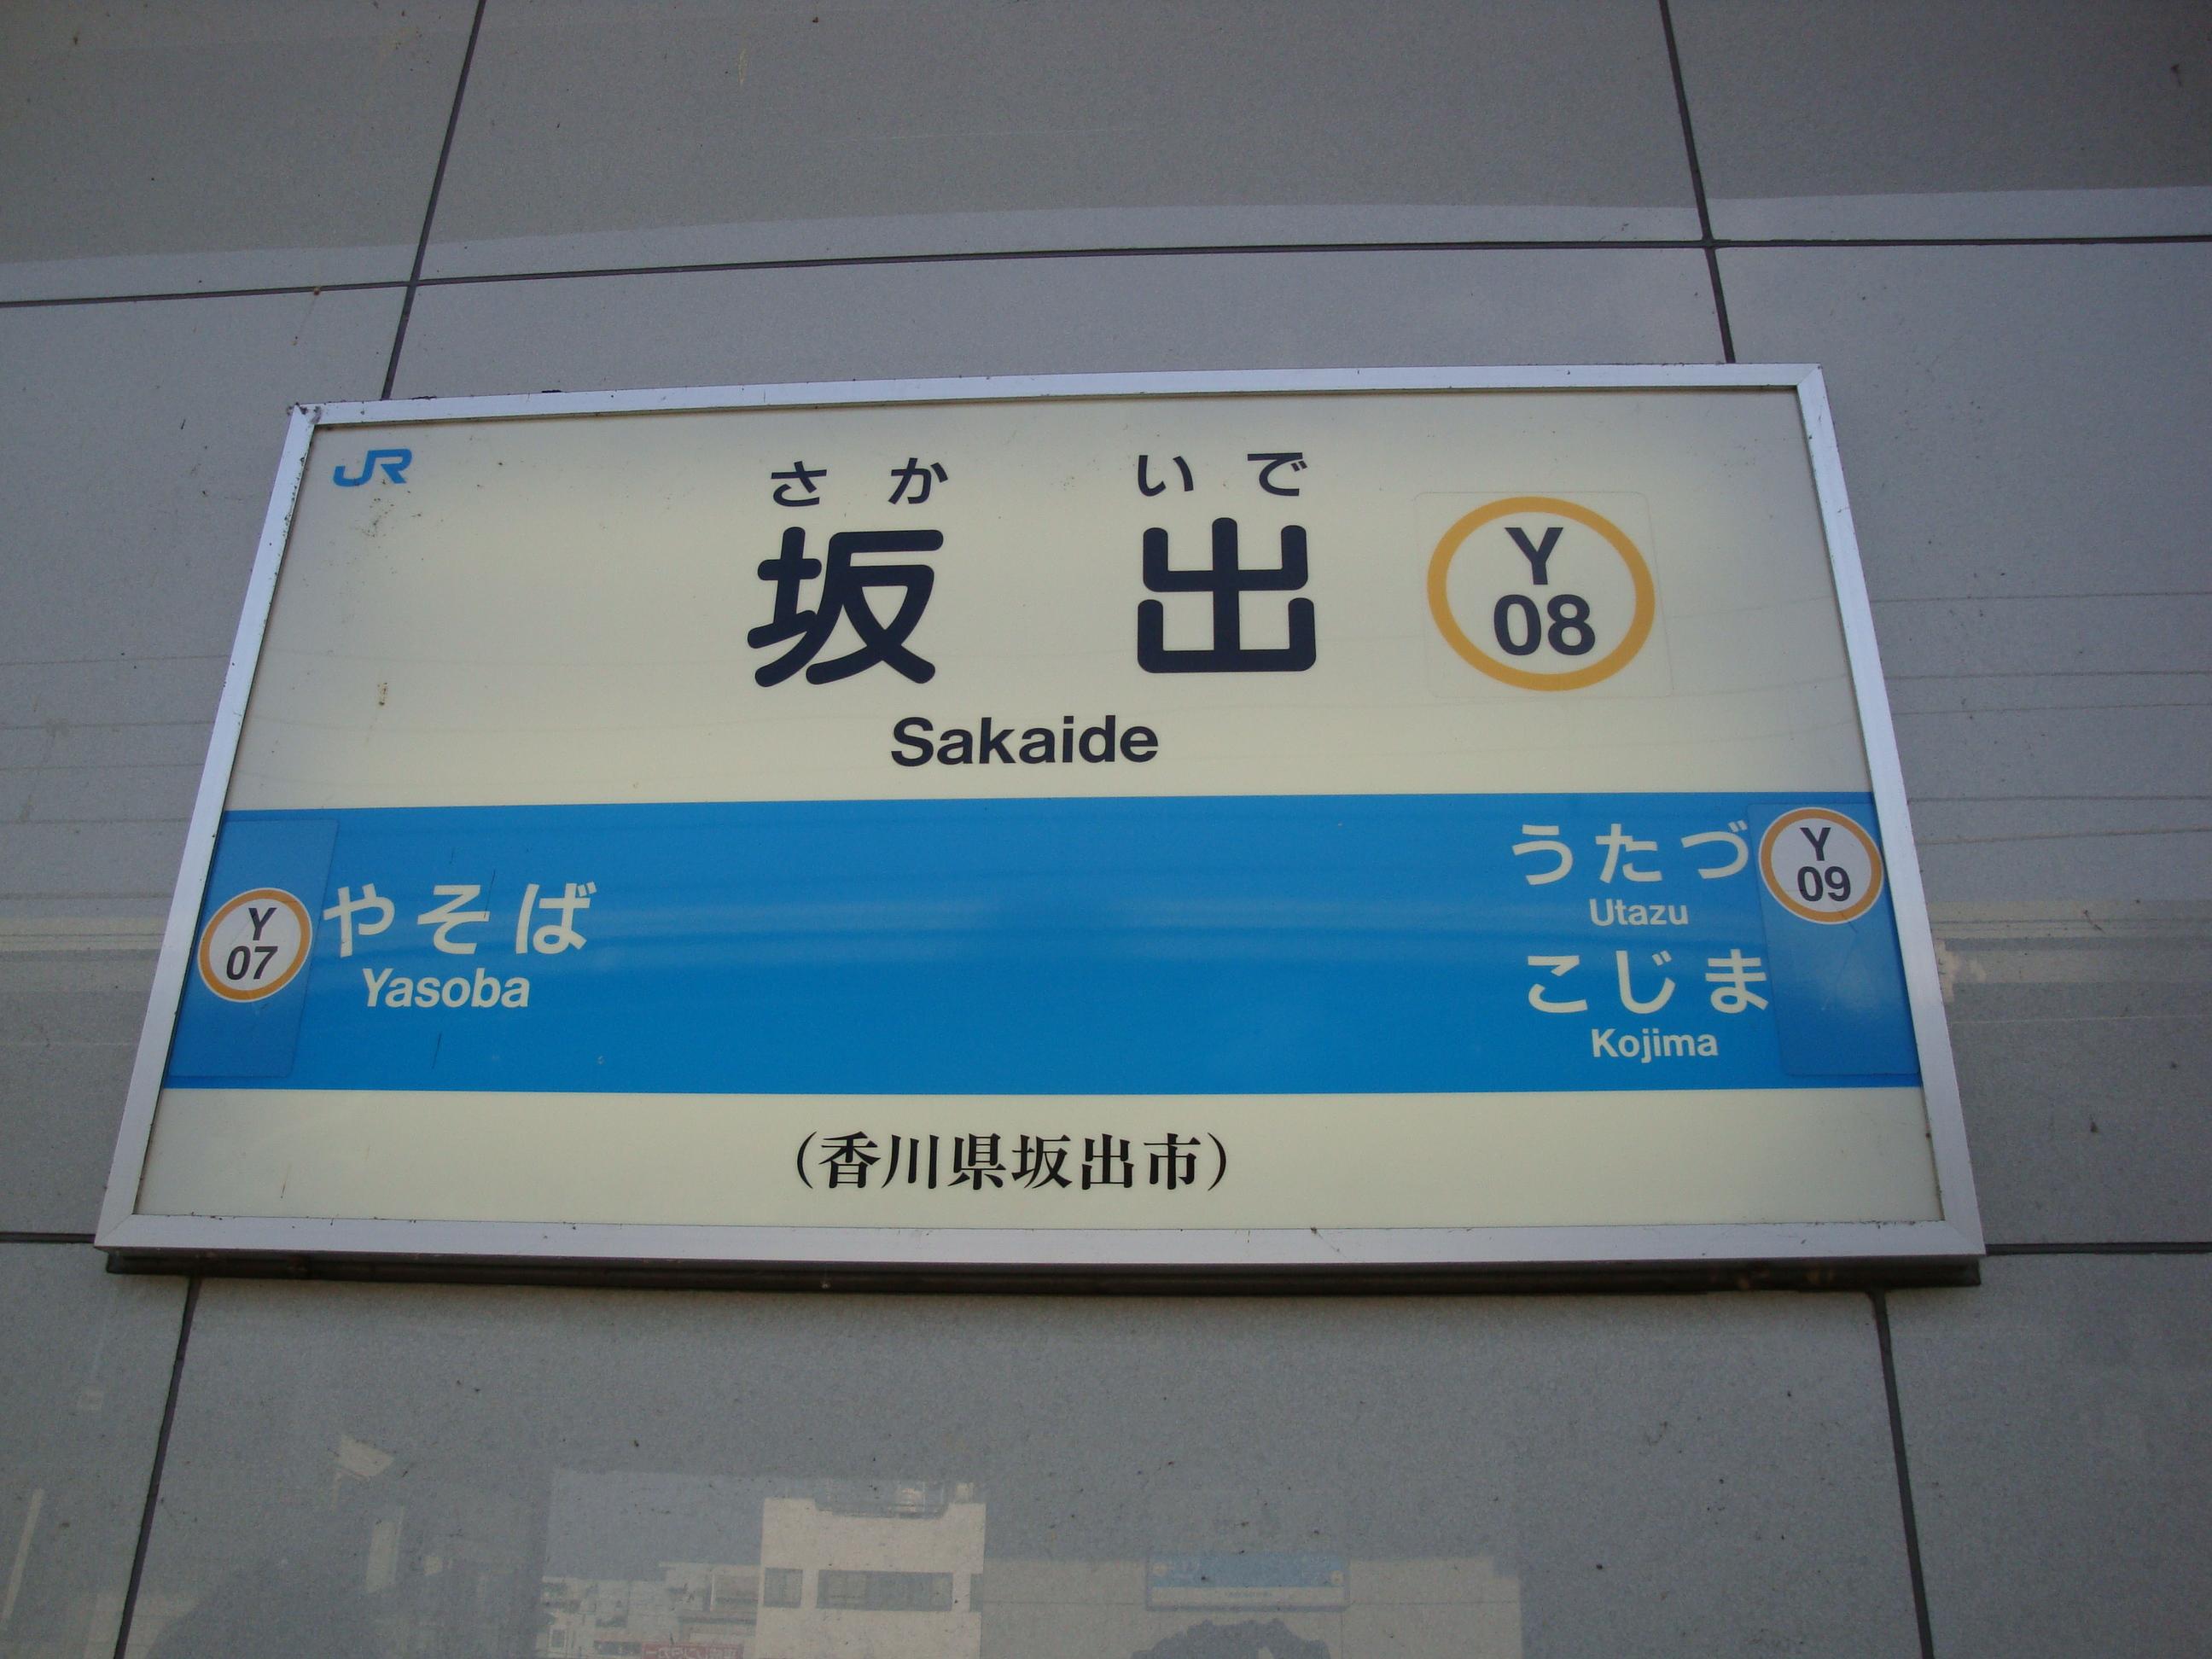 JR
さか いで
坂出
Y
08
Sakaide
Y
07
やそば
Yasoba
うたづ
Utazu
Y
09
こじま
Kojima
（香川県坂出市）